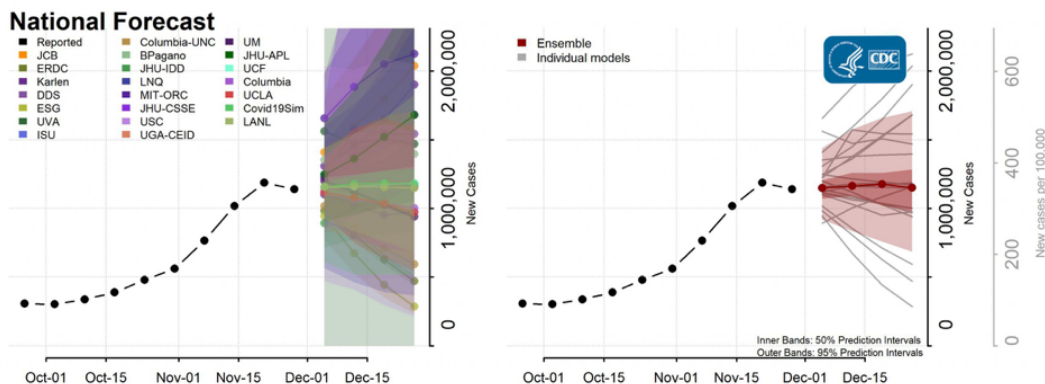 National Forecast
Reported
JCB
ERDC
Karlen
DDS
ESG
UVA
ISU
Columbia-UNC
BPagano
JHU-IDD
LNQ
MIT-ORC
JHU-CSSE
USC
UGA-CEID
UM
JHU-APL
UCF
Columbia
UCLA
Covid19Sim
LANL
0
1,000,000
2,000,000
New Cases
Oct-01
Oct-15
Nov-01
Nov-15
Dec-01
Dec-15
Ensemble
Individual models
CDC
0
1,000,000
2,000,000
New Cases
0
200
400
600
New cases per 100,000
Inner Bands: 50% Prediction Intervals
Outer Bands: 95% Prediction Intervals
Oct-01
Oct-15
Nov-01
Nov-15
Dec-01
Dec-15